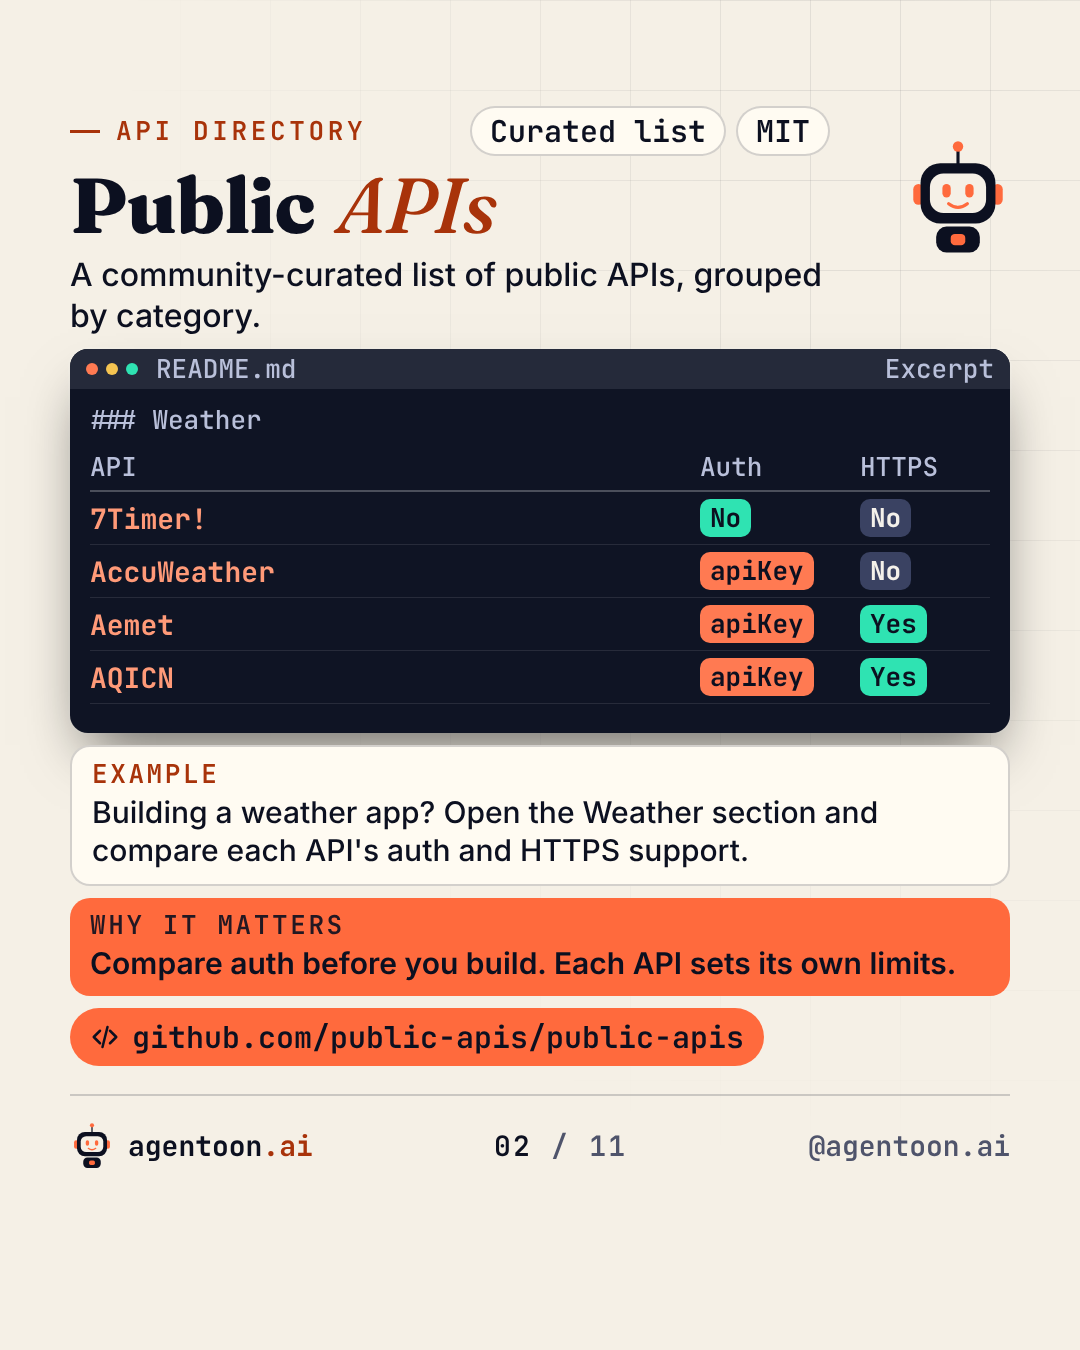 API DIRECTORY
Curated list
MIT
Public APIs
A community-curated list of public APIs, grouped
by category.
README.md
Excerpt
### Weather
API Auth HTTPS
7Timer! No No
AccuWeather apiKey No
Aemet apiKey Yes
AQICN apiKey Yes
EXAMPLE
Building a weather app? Open the Weather section and
compare each API's auth and HTTPS support.
WHY IT MATTERS
Compare auth before you build. Each API sets its own limits.
</> github.com/public-apis/public-apis
agentoon.ai
02 / 11
@agentoon.ai